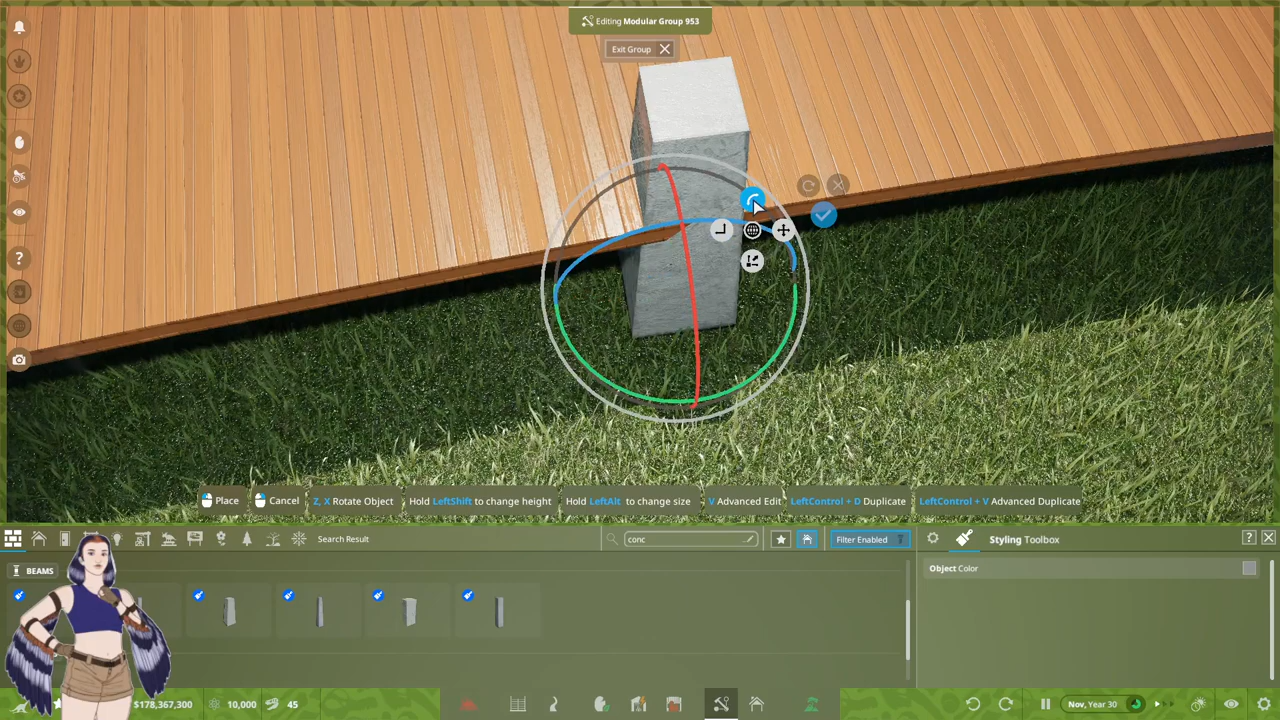 Editing Modular Group 953
Exit Group
Place
Cancel
Z, X Rotate Object
Hold LeftShift to change height
Hold LeftAlt to change size
V Advanced Edit
LeftControl + D Duplicate
LeftControl + V Advanced Duplicate
Search Result
conc
Filter Enabled
Styling Toolbox
?
BEAMS
Object Color
$178,367,300
10,000
45
Nov, Year 30